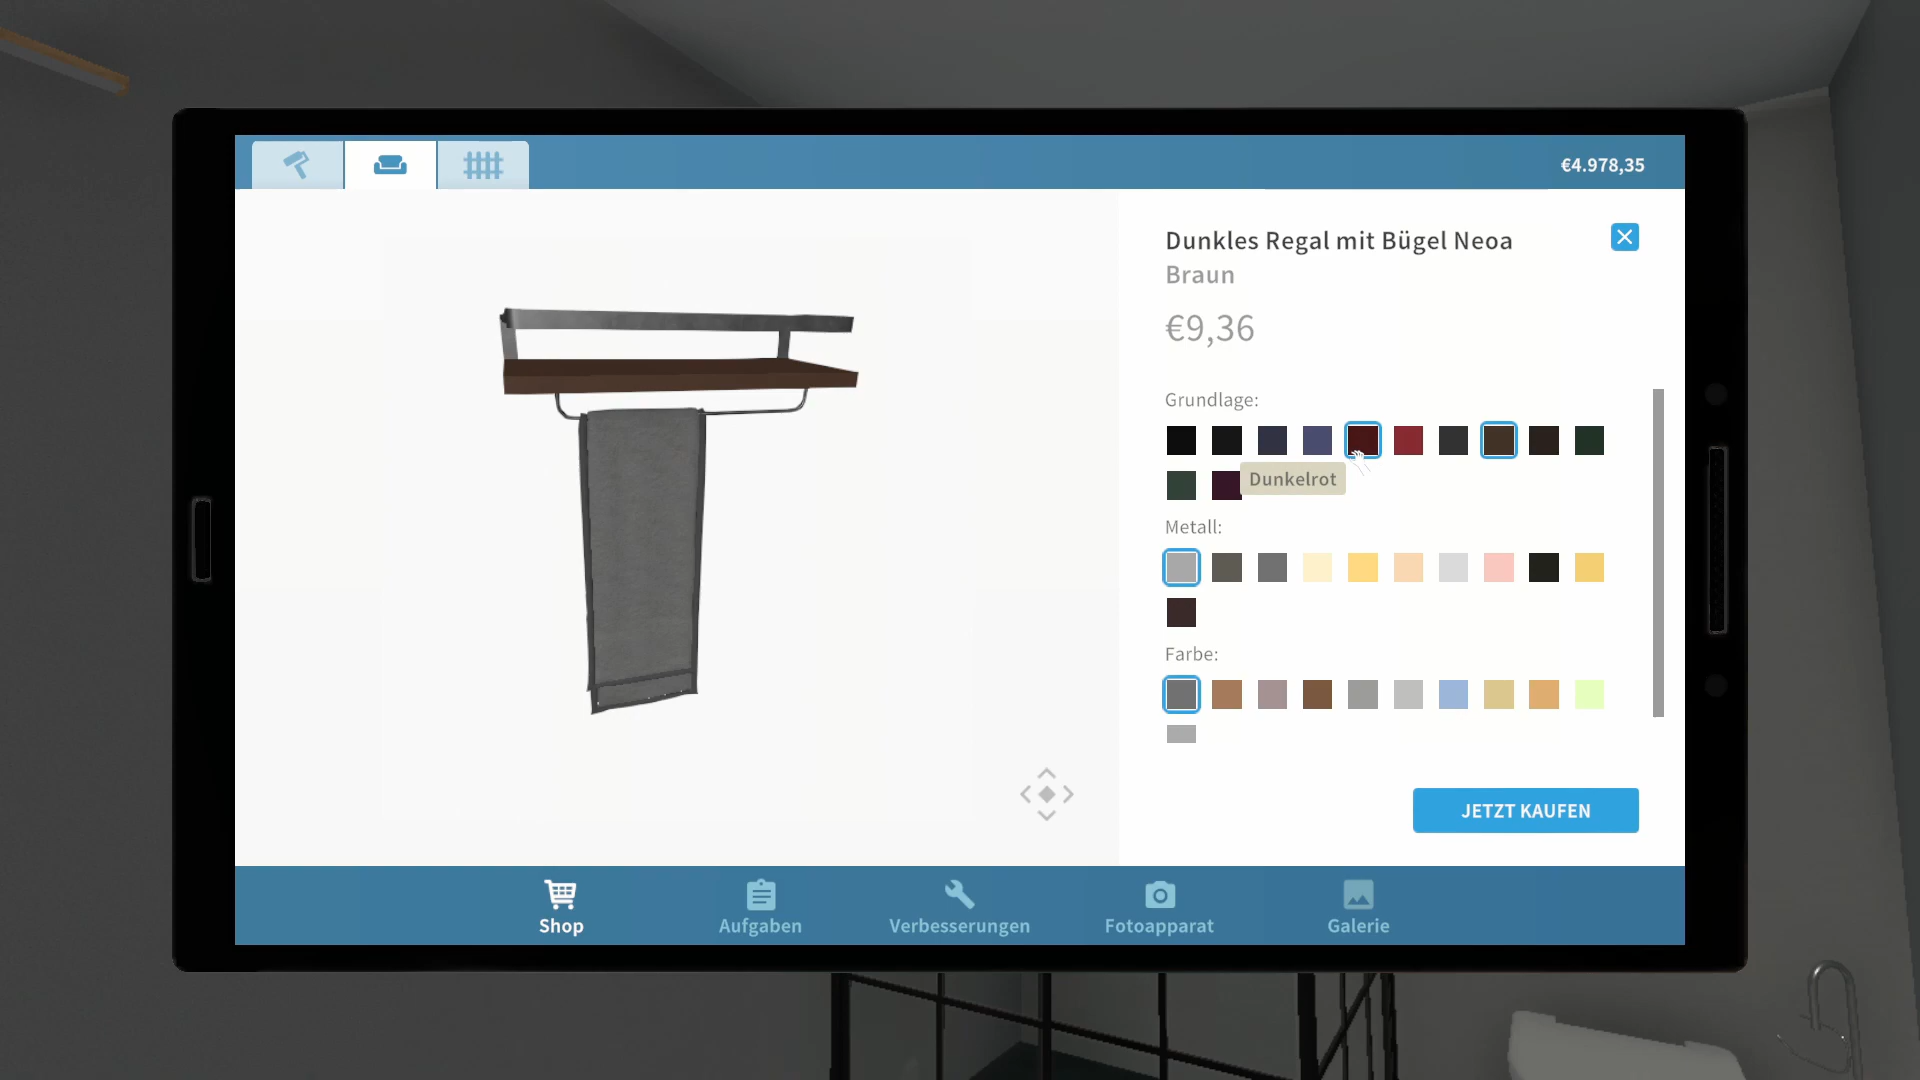 €4.978,35
Dunkles Regal mit Bügel Neoa
Braun
€9,36
Grundlage:
Dunkelrot
Metall:
Farbe:
JETZT KAUFEN
Shop
Aufgaben
Verbesserungen
Fotoapparat
Galerie